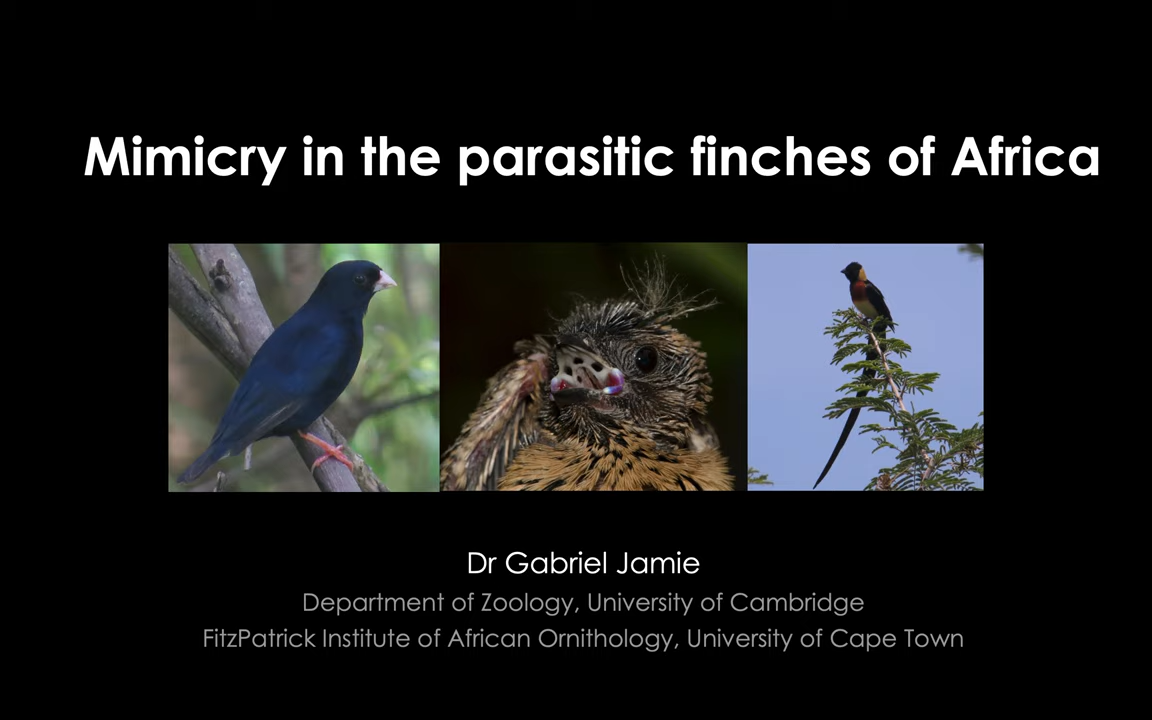 Mimicry in the parasitic finches of Africa
Dr Gabriel Jamie
Department of Zoology, University of Cambridge
FitzPatrick Institute of African Ornithology, University of Cape Town